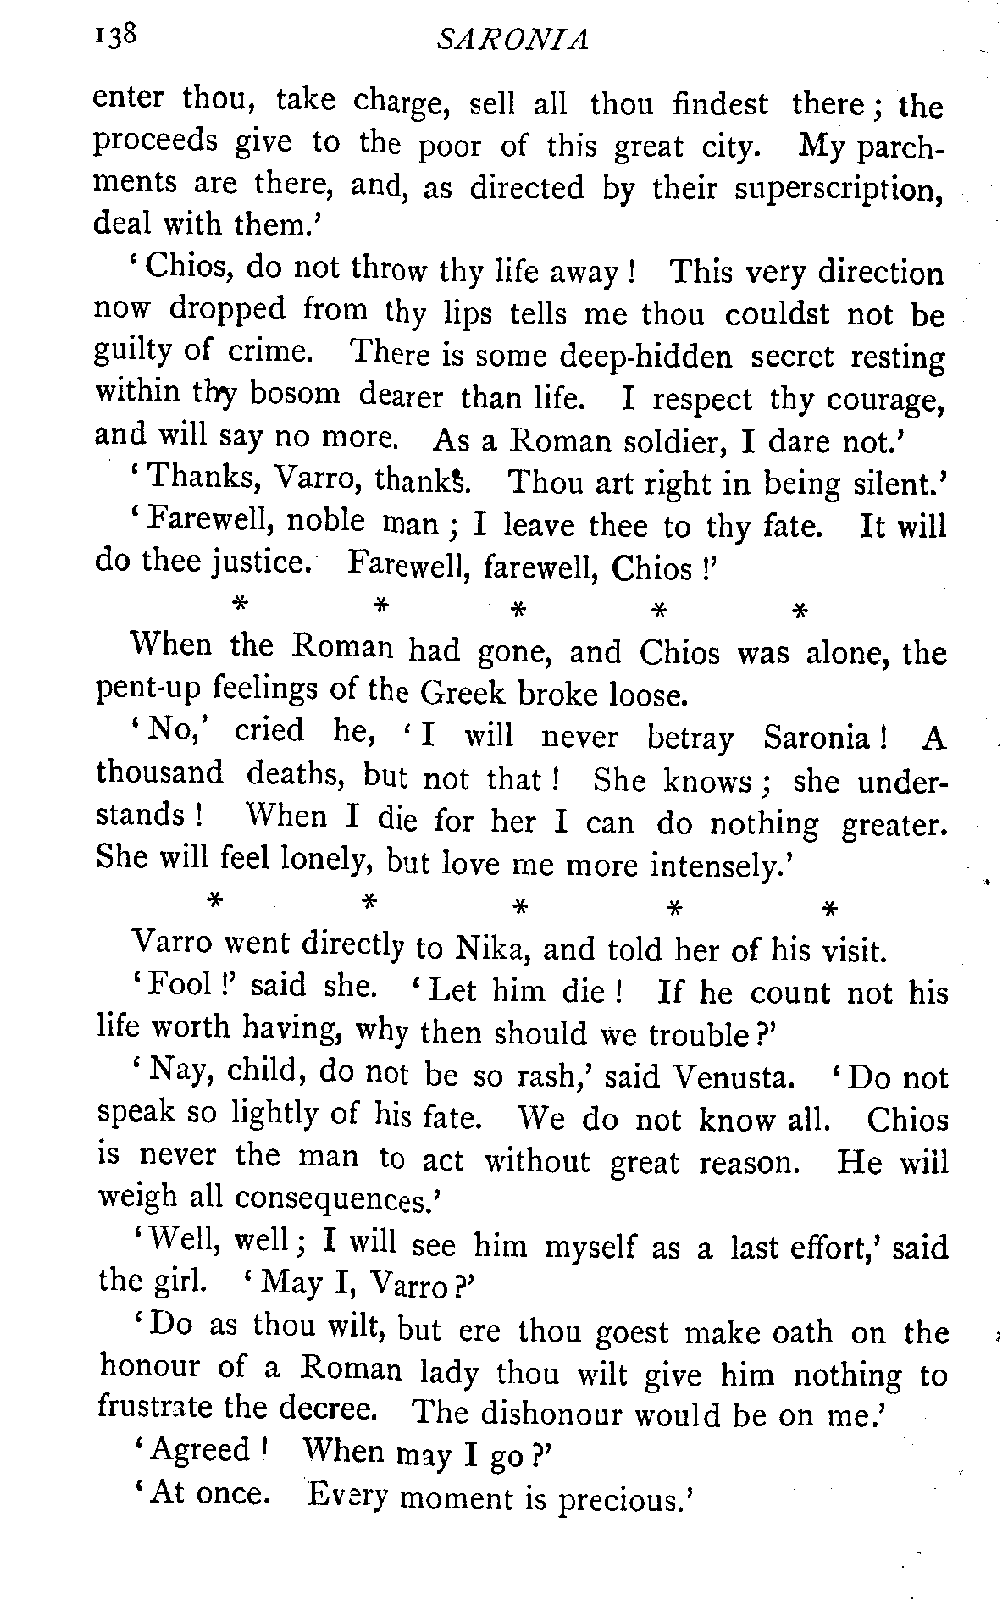 138 SARONIA
enter thou, take charge, sell all thou findest there; the
proceeds give to the poor of this great city. My parch-
ments are there, and, as directed by their superscription,
deal with them.'
'Chios, do not throw thy life away! This very direction
now dropped from thy lips tells me thou couldst not be
guilty of crime. There is some deep-hidden secret resting
within thy bosom dearer than life. I respect thy courage,
and will say no more. As a Roman soldier, I dare not.'
'Thanks, Varro, thanks. Thou art right in being silent.'
'Farewell, noble man; I leave thee to thy fate. It will
do thee justice. Farewell, farewell, Chios!'
* * * * *
When the Roman had gone, and Chios was alone, the
pent-up feelings of the Greek broke loose.
'No,' cried he, 'I will never betray Saronia! A
thousand deaths, but not that! She knows; she under-
stands! When I die for her I can do nothing greater.
She will feel lonely, but love me more intensely.'
* * * * *
Varro went directly to Nika, and told her of his visit.
'Fool!' said she. 'Let him die! If he count not his
life worth having, why then should we trouble?'
'Nay, child, do not be so rash,' said Venusta. 'Do not
speak so lightly of his fate. We do not know all. Chios
is never the man to act without great reason. He will
weigh all consequences.'
'Well, well; I will see him myself as a last effort,' said
the girl. 'May I, Varro?'
'Do as thou wilt, but ere thou goest make oath on the
honour of a Roman lady thou wilt give him nothing to
frustrate the decree. The dishonour would be on me.'
'Agreed! When may I go?'
'At once. Every moment is precious.'